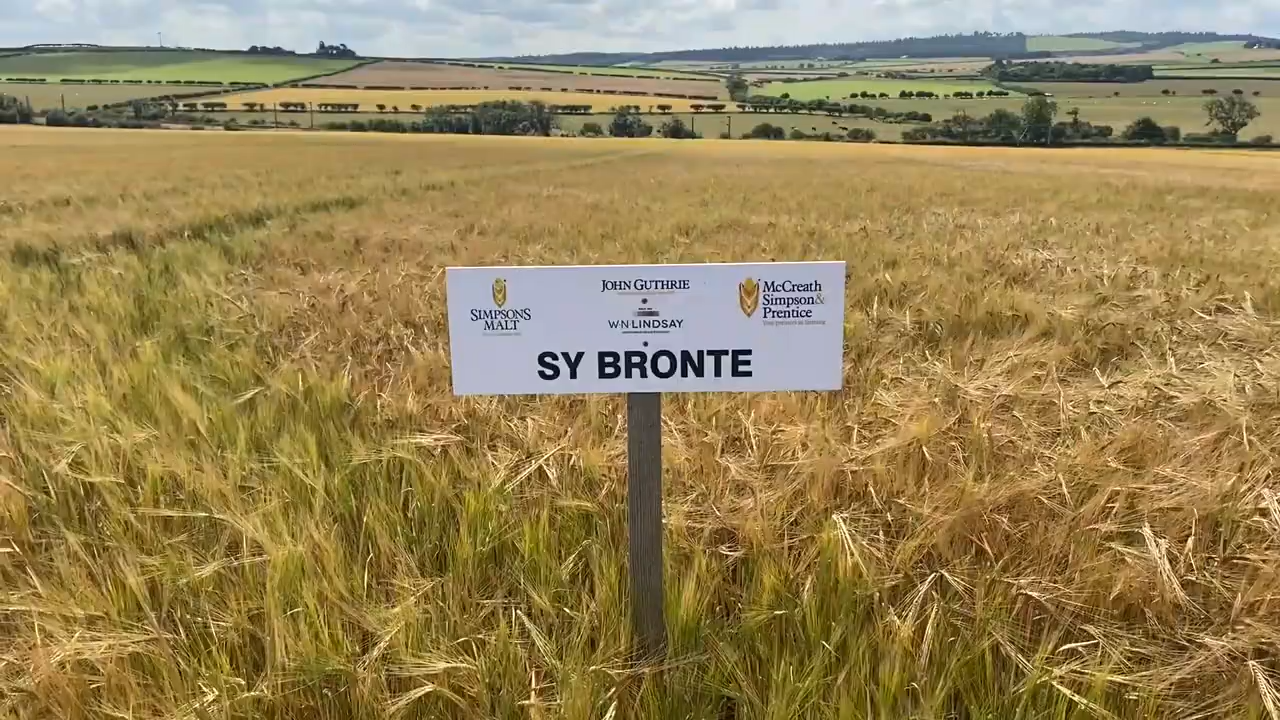 SIMPSONS
MALT
JOHN GUTHRIE
WN LINDSAY
McCreath
Simpson&
Prentice
SY BRONTE